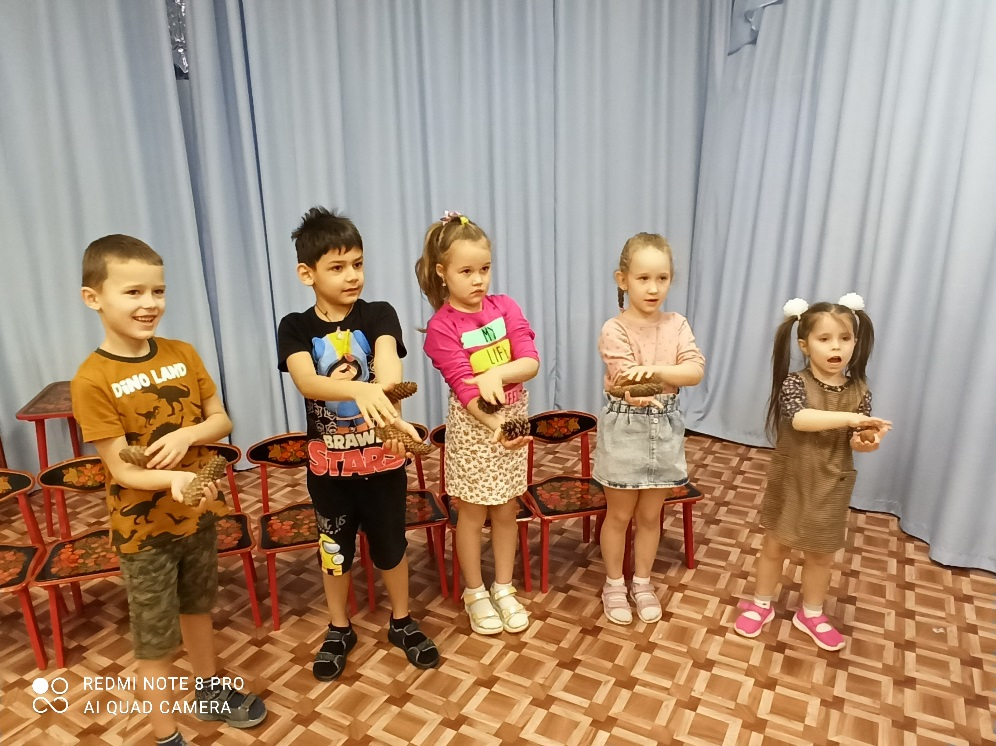 DINO LAND
BRAWL
STARS
MY
LIFE
REDMI NOTE 8 PRO
AI QUAD CAMERA